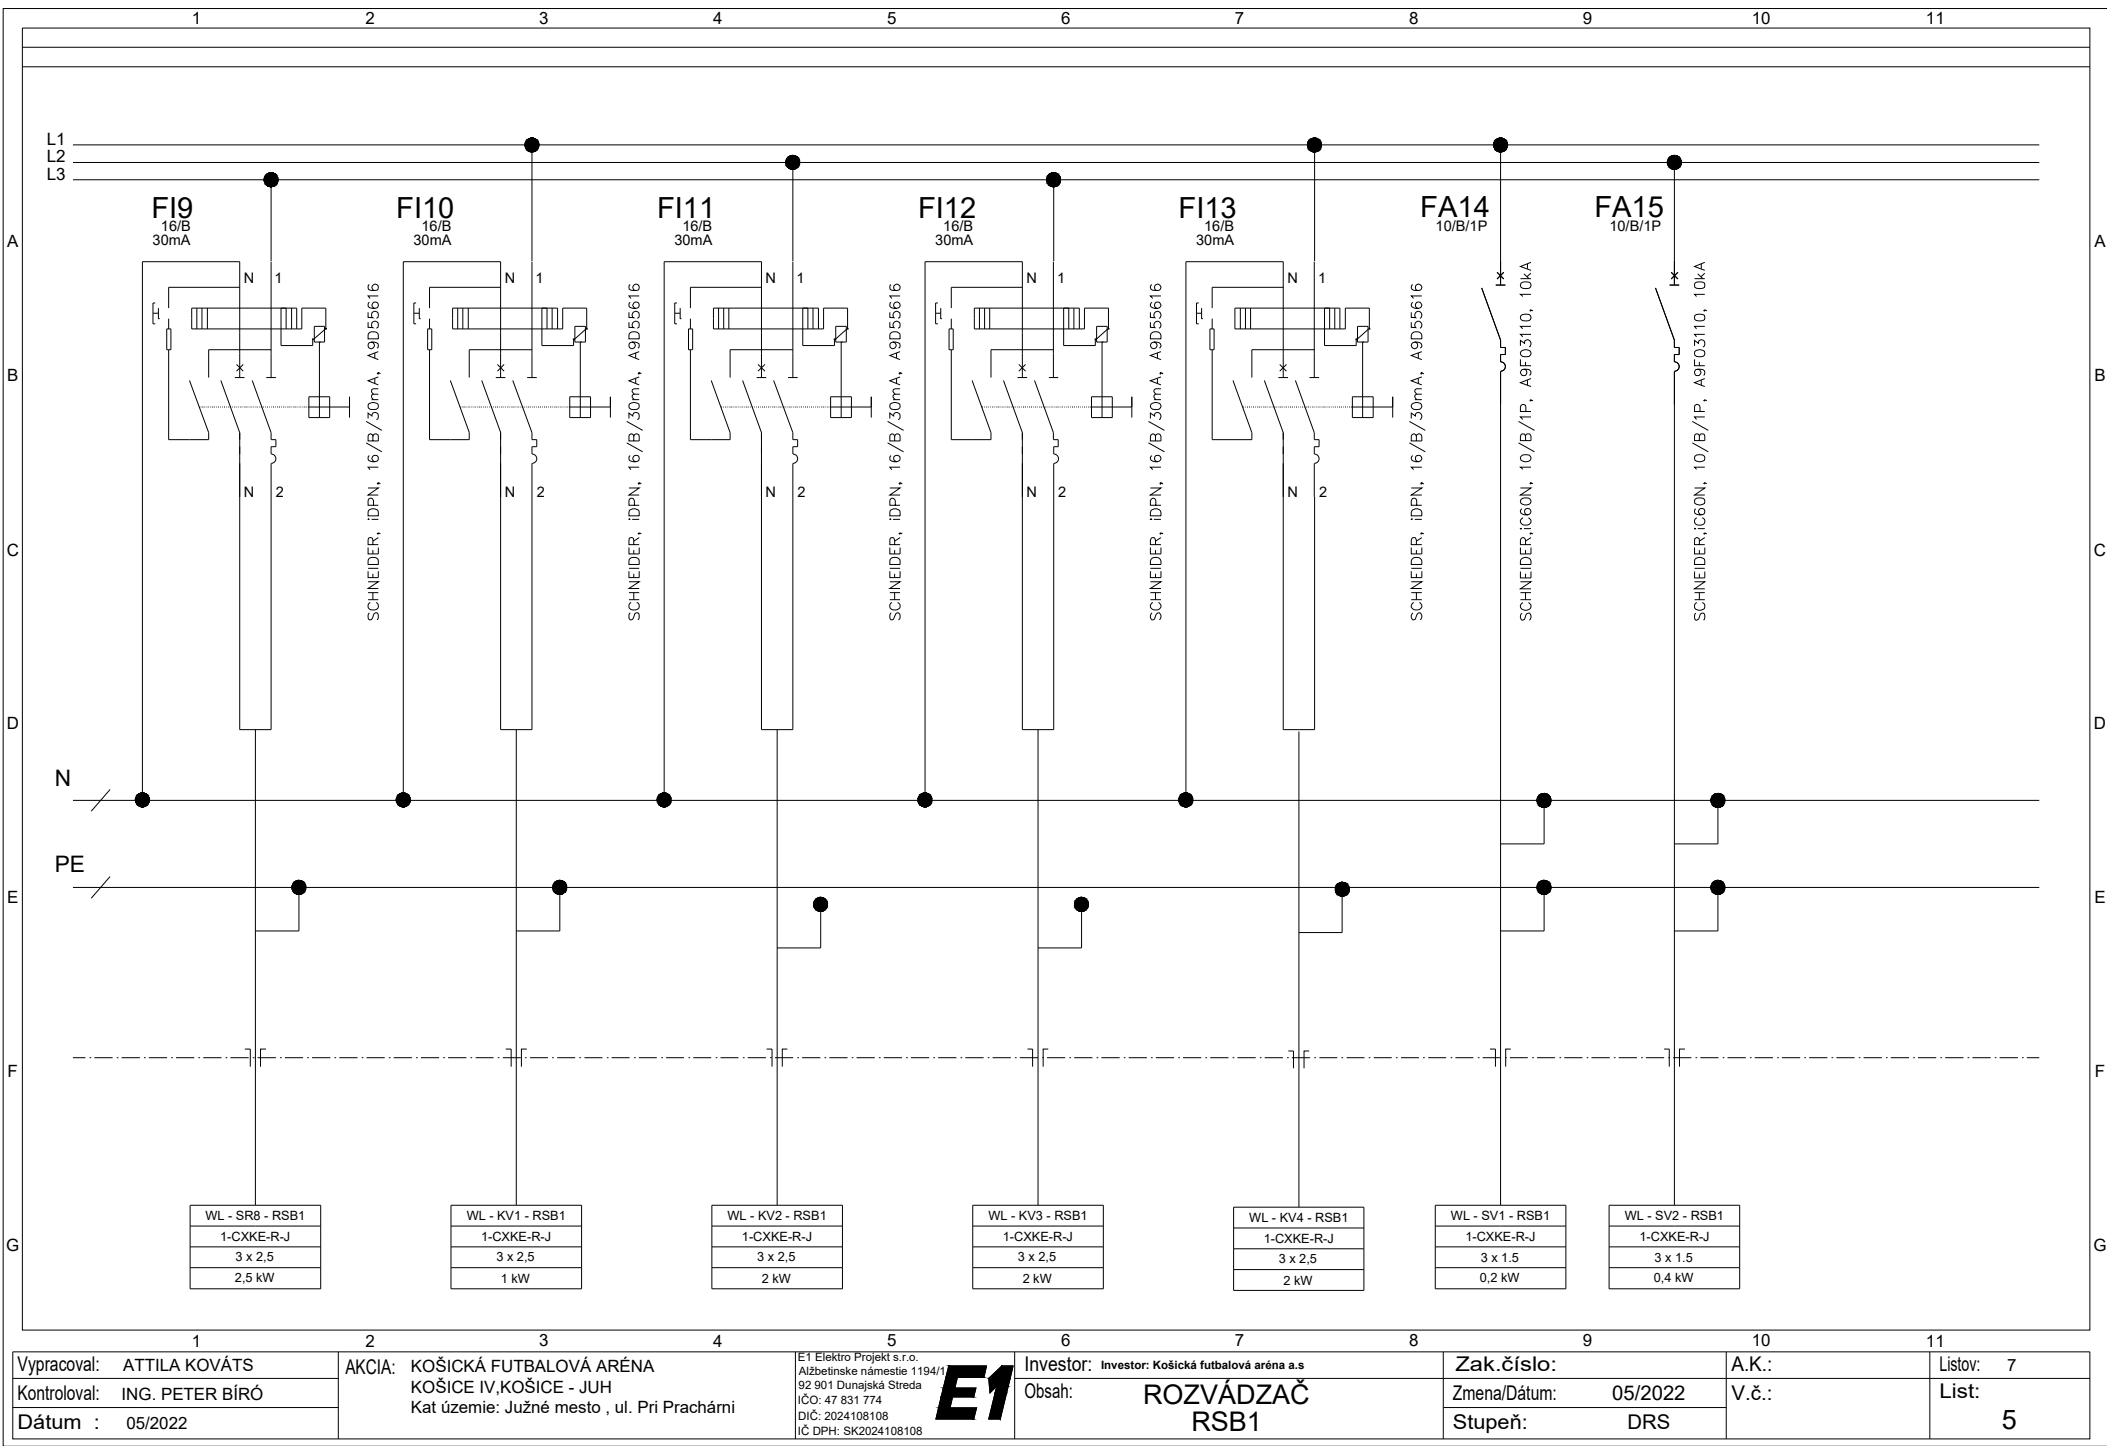 1 2 3 4 5 6 7 8 9 10 11
L1
L2
L3
FI9
16/B
30mA
FI10
16/B
30mA
FI11
16/B
30mA
FI12
16/B
30mA
FI13
16/B
30mA
FA14
10/B/1P
FA15
10/B/1P
A A
N 1
N 1
N 1
N 1
N 1
B B
N 2
N 2
N 2
N 2
N 2
SCHNEIDER, iDPN, 16/B/30mA, A9D55616
SCHNEIDER, iDPN, 16/B/30mA, A9D55616
SCHNEIDER, iDPN, 16/B/30mA, A9D55616
SCHNEIDER, iDPN, 16/B/30mA, A9D55616
SCHNEIDER, iDPN, 16/B/30mA, A9D55616
SCHNEIDER,iC60N, 10/B/1P, A9F03110, 10kA
SCHNEIDER,iC60N, 10/B/1P, A9F03110, 10kA
C C
D D
N
PE
E E
F F
G G
WL - SR8 - RSB1
1-CXKE-R-J
3 x 2,5
2,5 kW
WL - KV1 - RSB1
1-CXKE-R-J
3 x 2,5
1 kW
WL - KV2 - RSB1
1-CXKE-R-J
3 x 2,5
2 kW
WL - KV3 - RSB1
1-CXKE-R-J
3 x 2,5
2 kW
WL - KV4 - RSB1
1-CXKE-R-J
3 x 2,5
2 kW
WL - SV1 - RSB1
1-CXKE-R-J
3 x 1.5
0,2 kW
WL - SV2 - RSB1
1-CXKE-R-J
3 x 1.5
0,4 kW
1 2 3 4 5 6 7 8 9 10 11
Vypracoval: ATTILA KOVÁTS
Kontroloval: ING. PETER BÍRÓ
Dátum : 05/2022
AKCIA: KOŠICKÁ FUTBALOVÁ ARÉNA
KOŠICE IV,KOŠICE - JUH
Kat územie: Južné mesto , ul. Pri Prachárni
E1 Elektro Projekt s.r.o.
Alžbetinske námestie 1194/1
92 901 Dunajská Streda
IČO: 47 831 774
DIČ: 2024108108
IČ DPH: SK2024108108
E1
Investor: Investor: Košická futbalová aréna a.s
Obsah: ROZVÁDZAČ
RSB1
Zak.číslo:
Zmena/Dátum: 05/2022
Stupeň: DRS
A.K.:
V.č.:
Listov: 7
List:
5